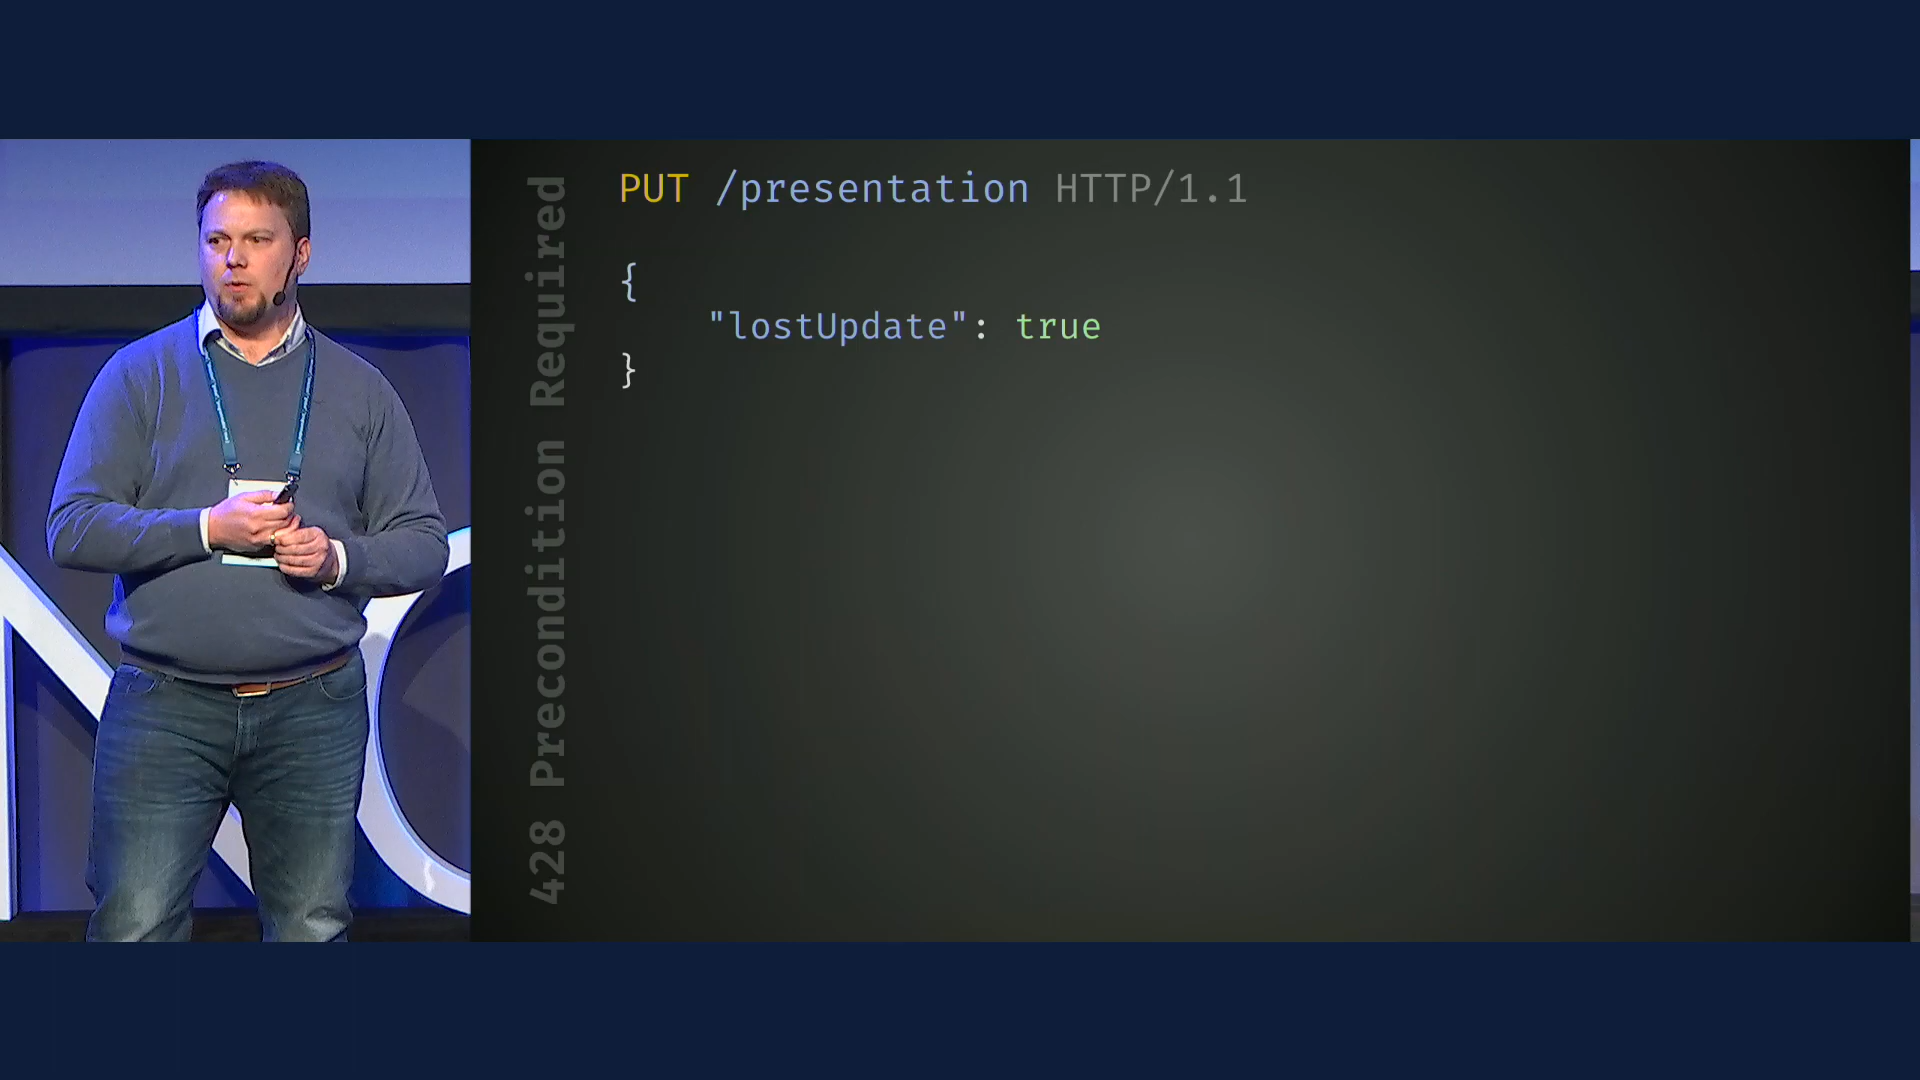 428 Precondition Required
PUT /presentation HTTP/1.1
{
"lostUpdate": true
}